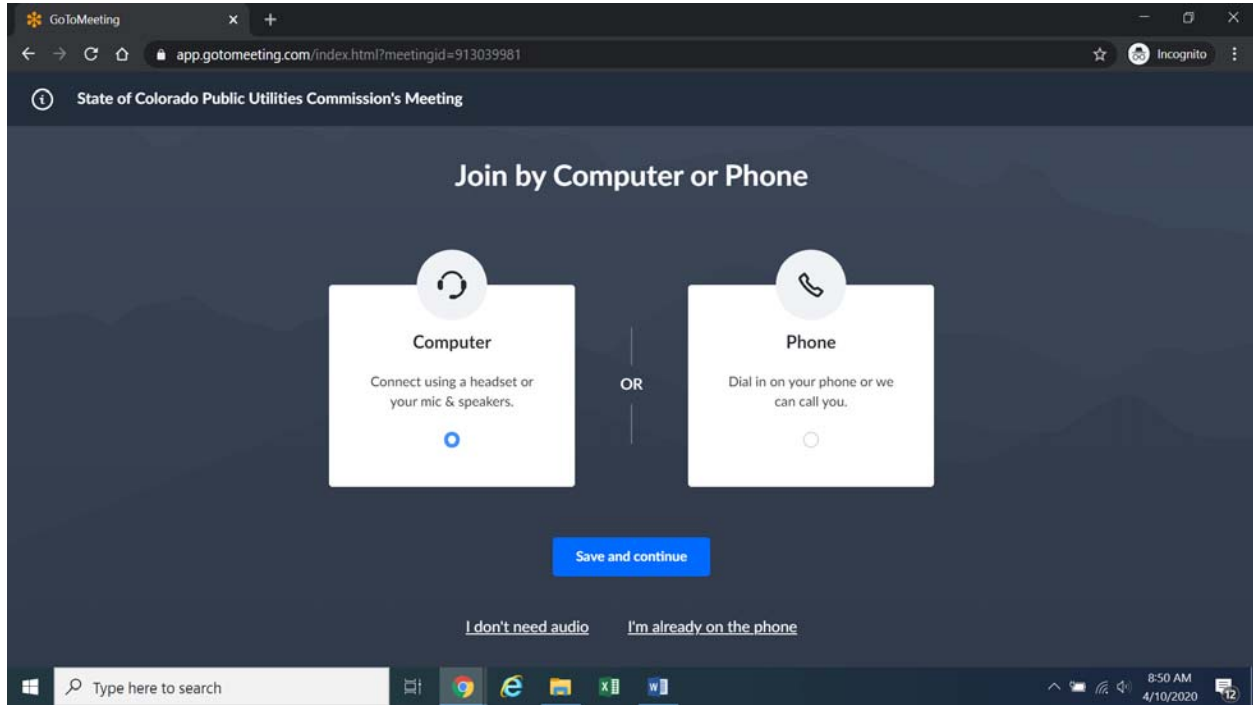 GoToMeeting
app.gotomeeting.com/index.html?meetingid=913039981
Incognito
State of Colorado Public Utilities Commission's Meeting
Join by Computer or Phone
Computer
Connect using a headset or
your mic & speakers.
OR
Phone
Dial in on your phone or we
can call you.
Save and continue
I don't need audio
I'm already on the phone
Type here to search
8:50 AM
4/10/2020
12